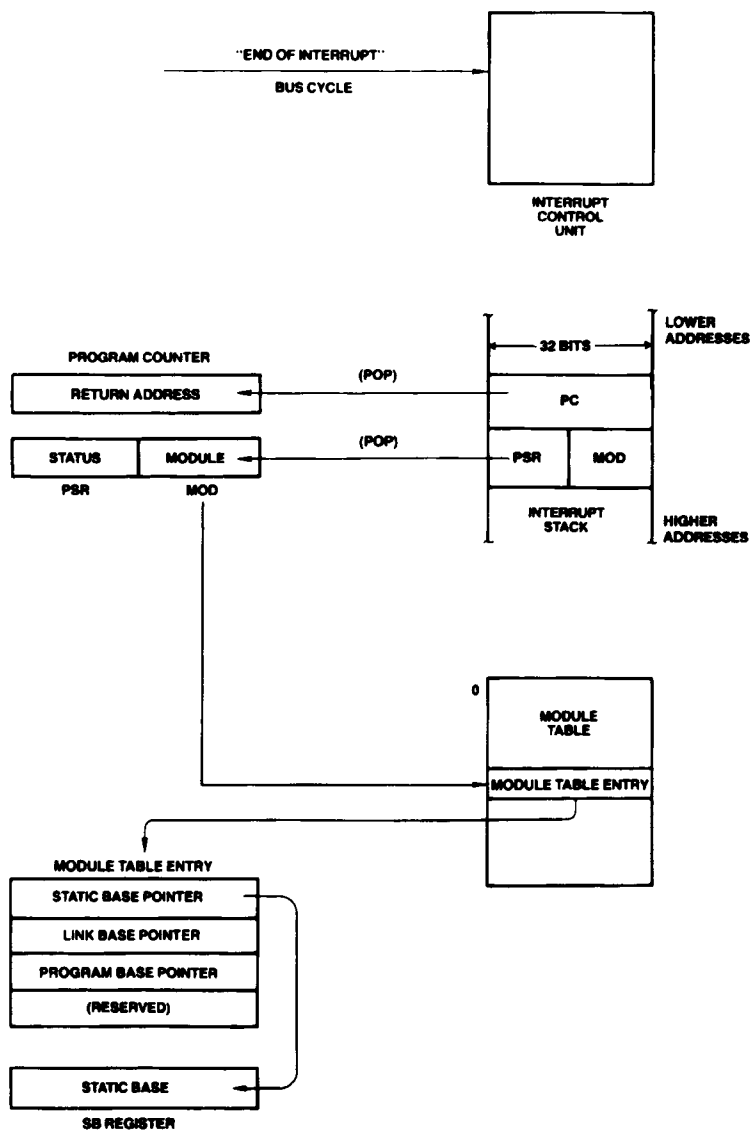 "END OF INTERRUPT"
BUS CYCLE
INTERRUPT
CONTROL
UNIT
LOWER
ADDRESSES
32 BITS
PROGRAM COUNTER
RETURN ADDRESS
(POP)
PC
STATUS
MODULE
(POP)
PSR
MOD
PSR
MOD
INTERRUPT
STACK
HIGHER
ADDRESSES
0
MODULE
TABLE
MODULE TABLE ENTRY
MODULE TABLE ENTRY
STATIC BASE POINTER
LINK BASE POINTER
PROGRAM BASE POINTER
(RESERVED)
STATIC BASE
SB REGISTER